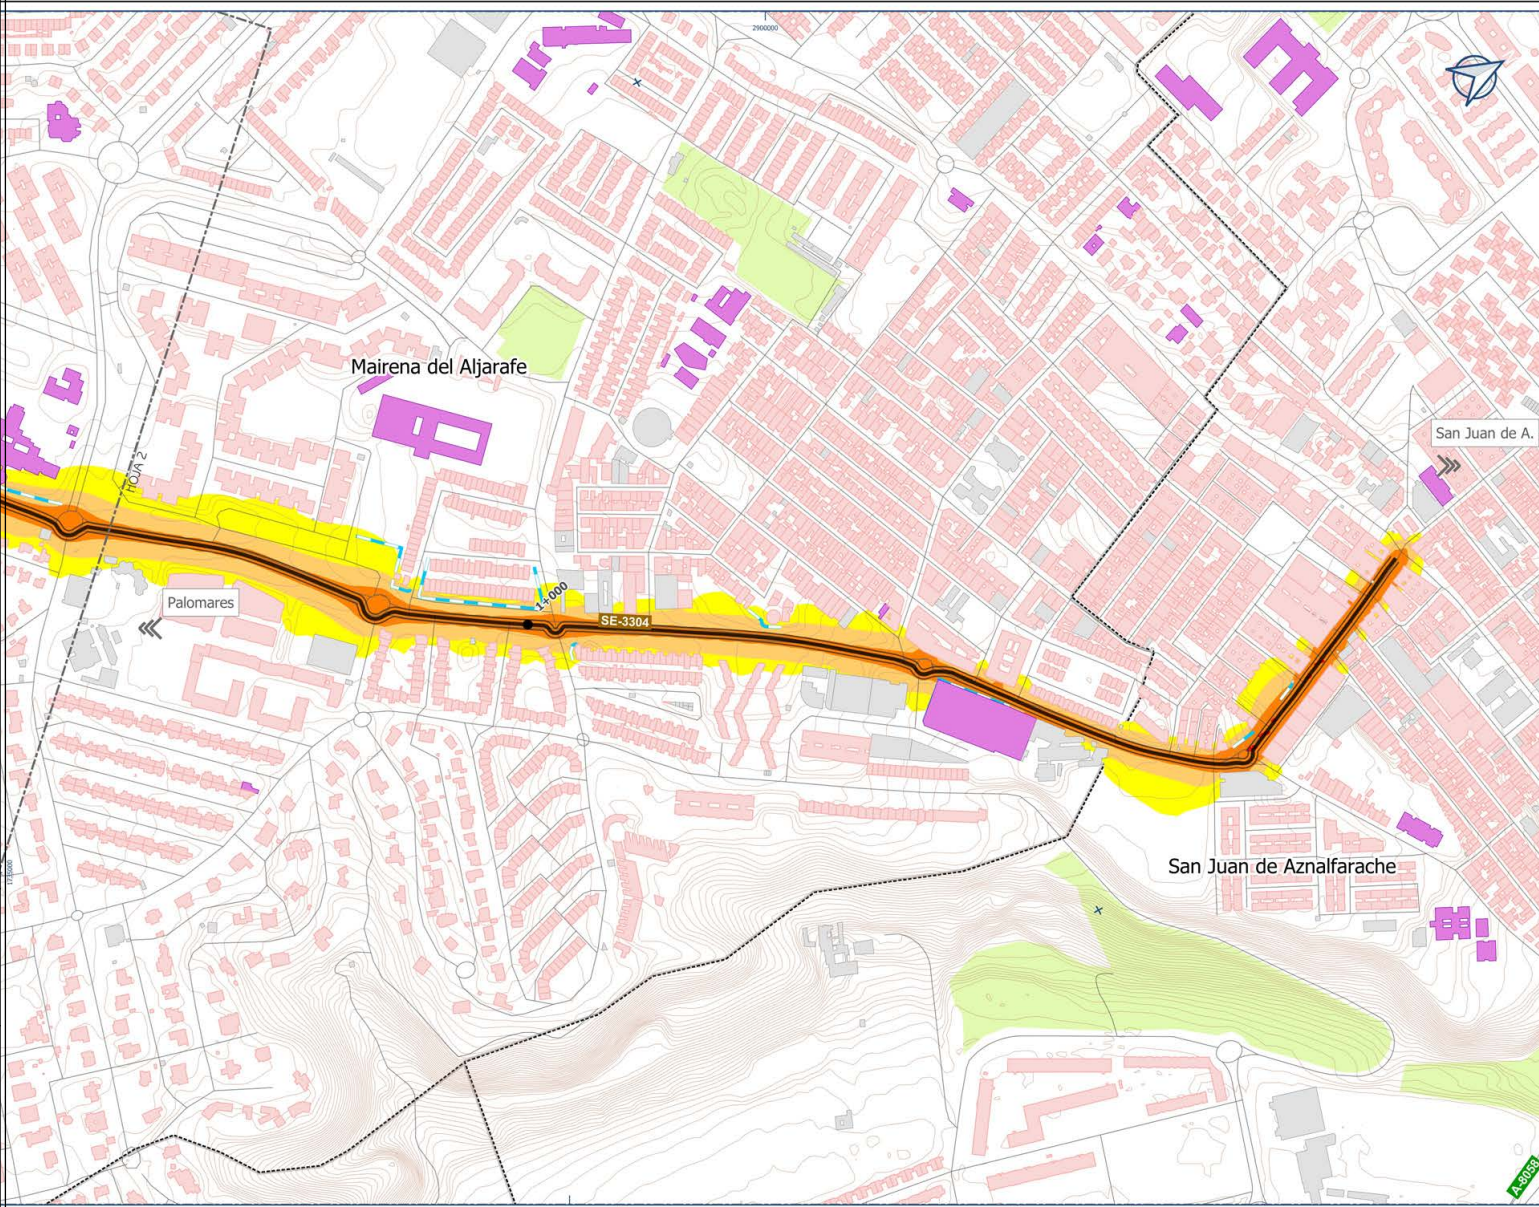 2900000
Mairena del Aljarafe
San Juan de A.
HOJA 2
Palomares
1+000
SE-3304
San Juan de Aznalfarache
A-8058